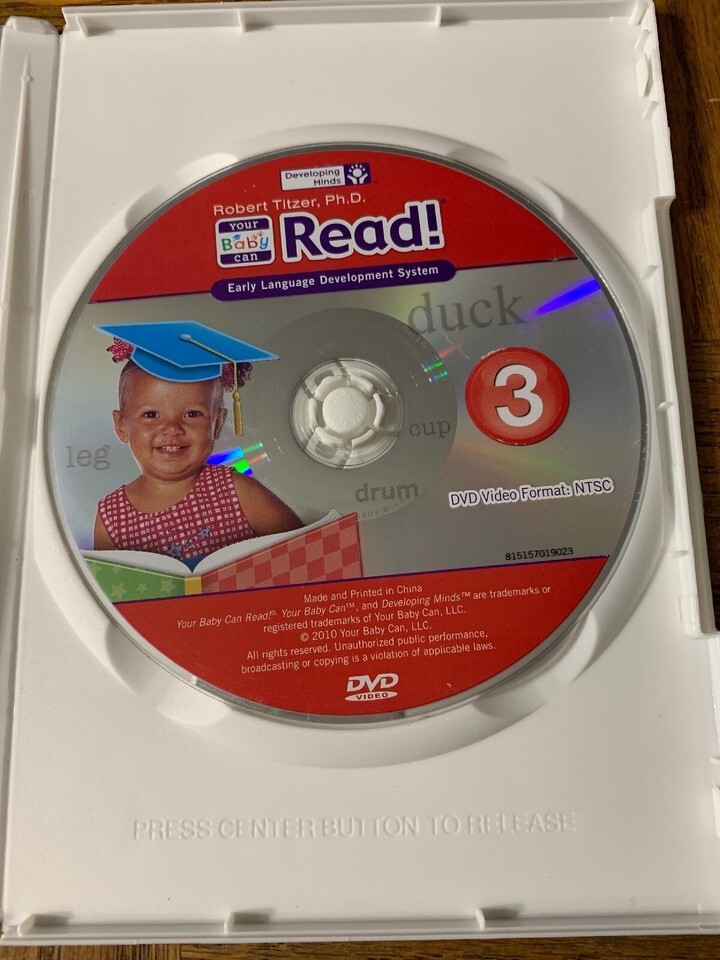 Developing
Minds
Robert Titzer, Ph.D.
your
Baby
can
Read!
Early Language Development System
duck
3
cup
leg
drum
DVD Video Format: NTSC
815157019023
Made and Printed in China
Your Baby Can Read!®, Your Baby Can™, and Developing Minds™ are trademarks or
registered trademarks of Your Baby Can, LLC.
© 2010 Your Baby Can, LLC.
All rights reserved. Unauthorized public performance,
broadcasting or copying is a violation of applicable laws.
DVD
VIDEO
PRESS CENTER BUTTON TO RELEASE